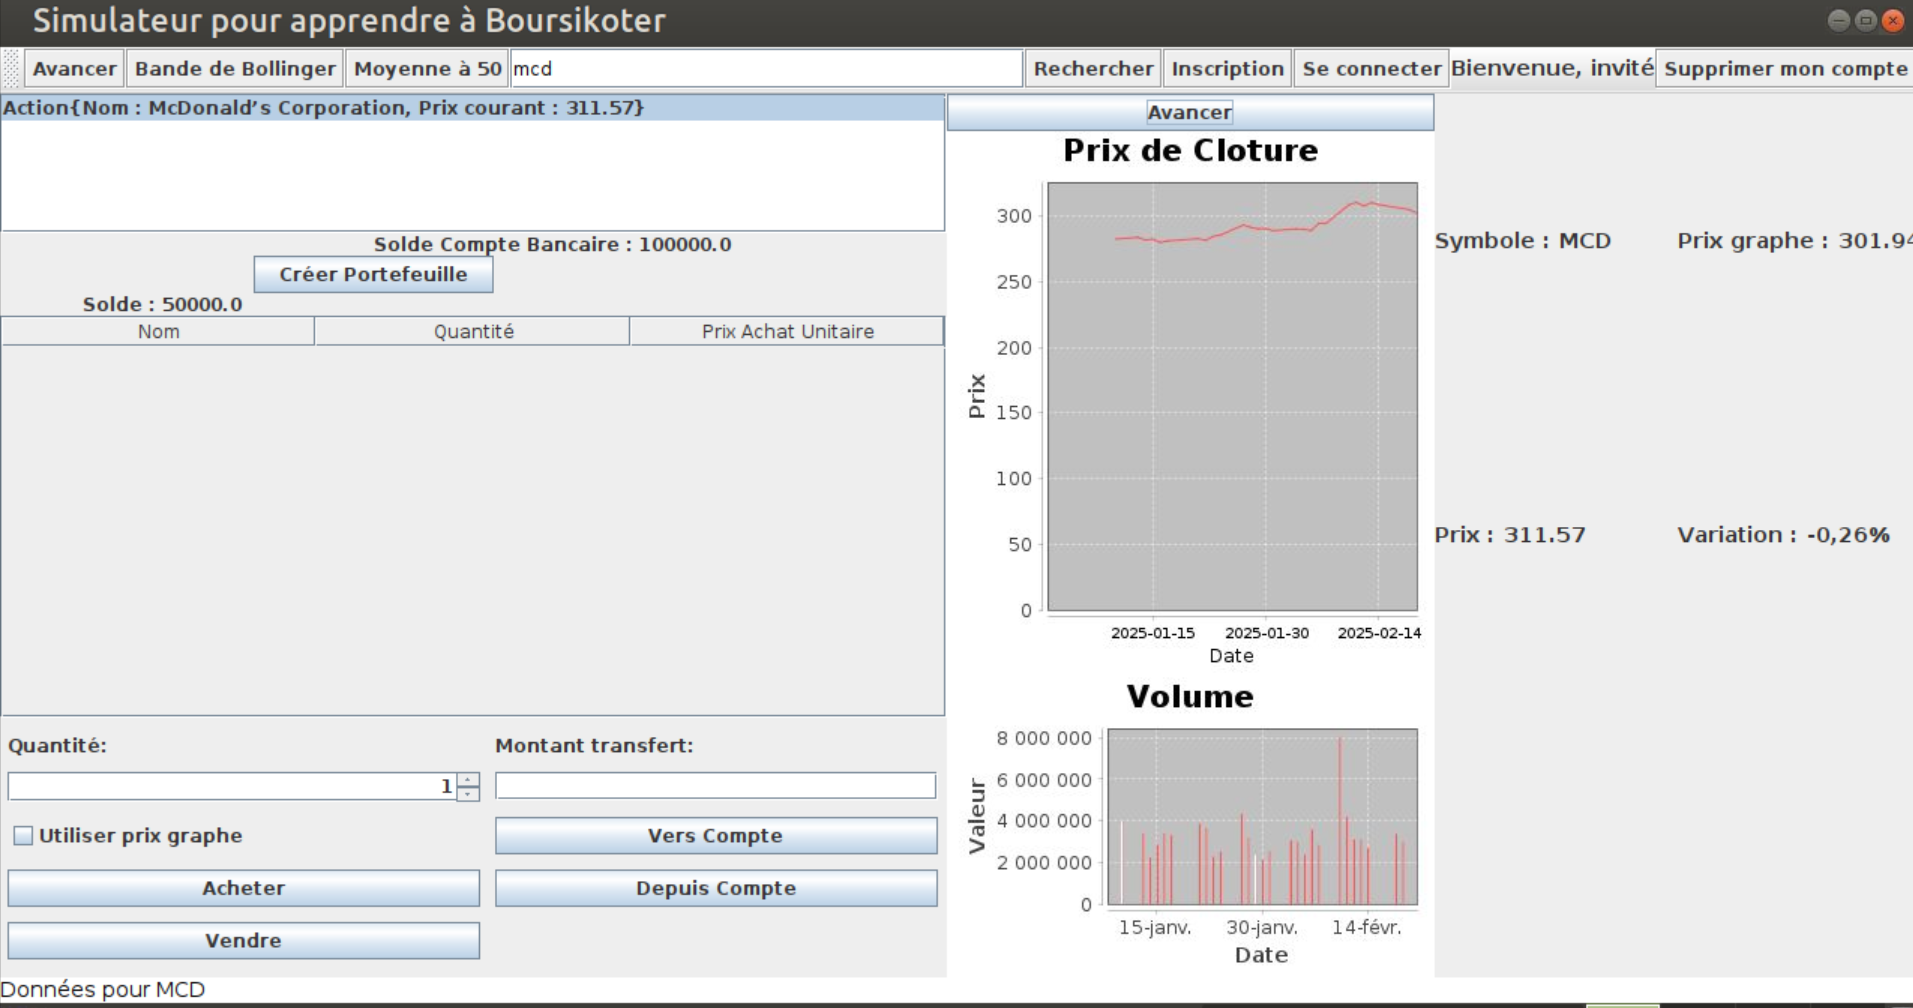 Simulateur pour apprendre à Boursikoter
Avancer Bande de Bollinger Moyenne à 50 mcd Rechercher Inscription Se connecter Bienvenue, invité Supprimer mon compte
Action{Nom : McDonald’s Corporation, Prix courant : 311.57}
Solde Compte Bancaire : 100000.0
Créer Portefeuille
Solde : 50000.0
Nom Quantité Prix Achat Unitaire
Quantité:
Montant transfert:
1
Utiliser prix graphe
Vers Compte
Acheter
Depuis Compte
Vendre
Avancer
Prix de Cloture
300
250
200
150
100
50
0
Prix
2025-01-15 2025-01-30 2025-02-14
Date
Volume
8 000 000
6 000 000
4 000 000
2 000 000
0
Valeur
15-janv. 30-janv. 14-févr.
Date
Symbole : MCD
Prix graphe : 301.94
Prix : 311.57
Variation : -0,26%
Données pour MCD